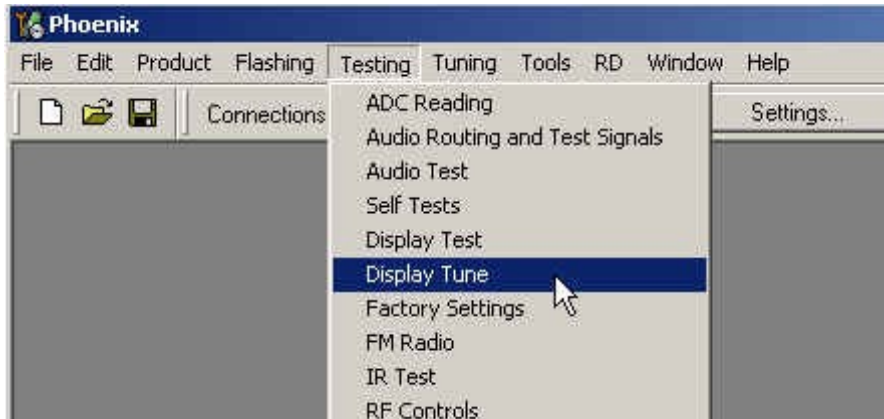 Phoenix
File Edit Product Flashing Testing Tuning Tools RD Window Help
Connections Settings...
ADC Reading
Audio Routing and Test Signals
Audio Test
Self Tests
Display Test
Display Tune
Factory Settings
FM Radio
IR Test
RF Controls